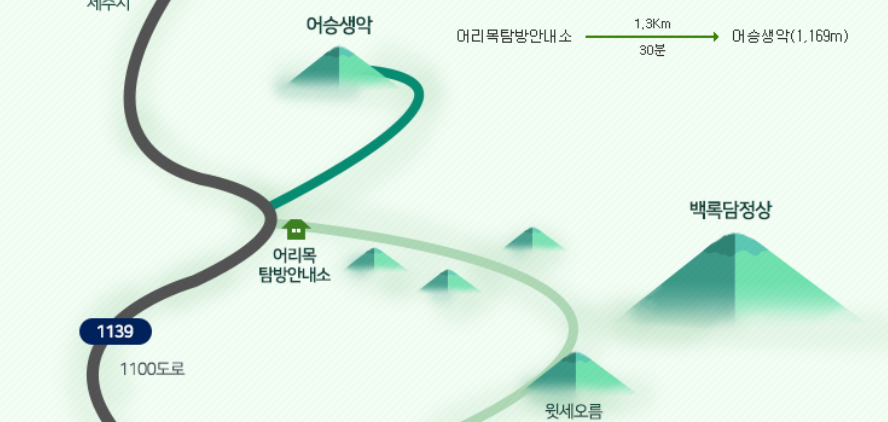 제주시
어승생악
어리목탐방안내소
1.3Km
30분
어승생악(1,169m)
백록담정상
어리목
탐방안내소
1139
1100도로
윗세오름